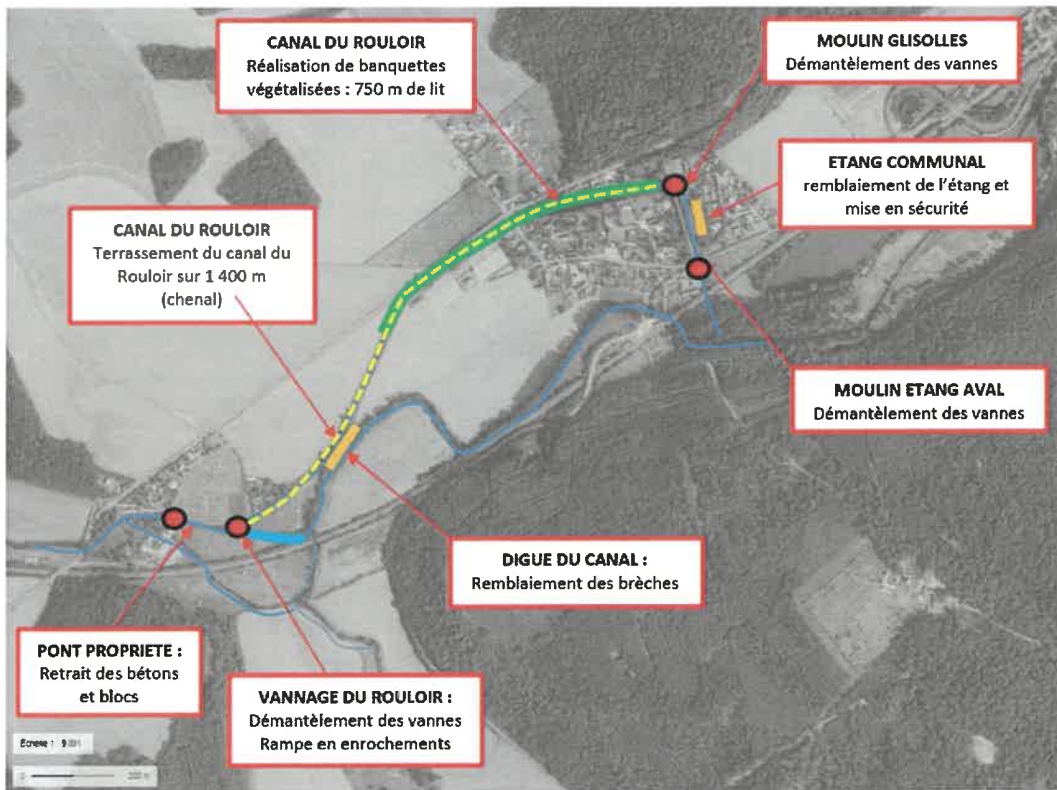 CANAL DU ROULOIR
Réalisation de banquettes
végétalisées : 750 m de lit
MOULIN GLISOLLES
Démantèlement des vannes
ETANG COMMUNAL
remblaiement de l'étang et
mise en sécurité
CANAL DU ROULOIR
Terrassement du canal du
Rouloir sur 1 400 m
(chenal)
MOULIN ETANG AVAL
Démantèlement des vannes
DIGUE DU CANAL :
Remblaiement des brèches
PONT PROPRIETE :
Retrait des bétons
et blocs
VANNAGE DU ROULOIR :
Démantèlement des vannes
Rampe en enrochements
0